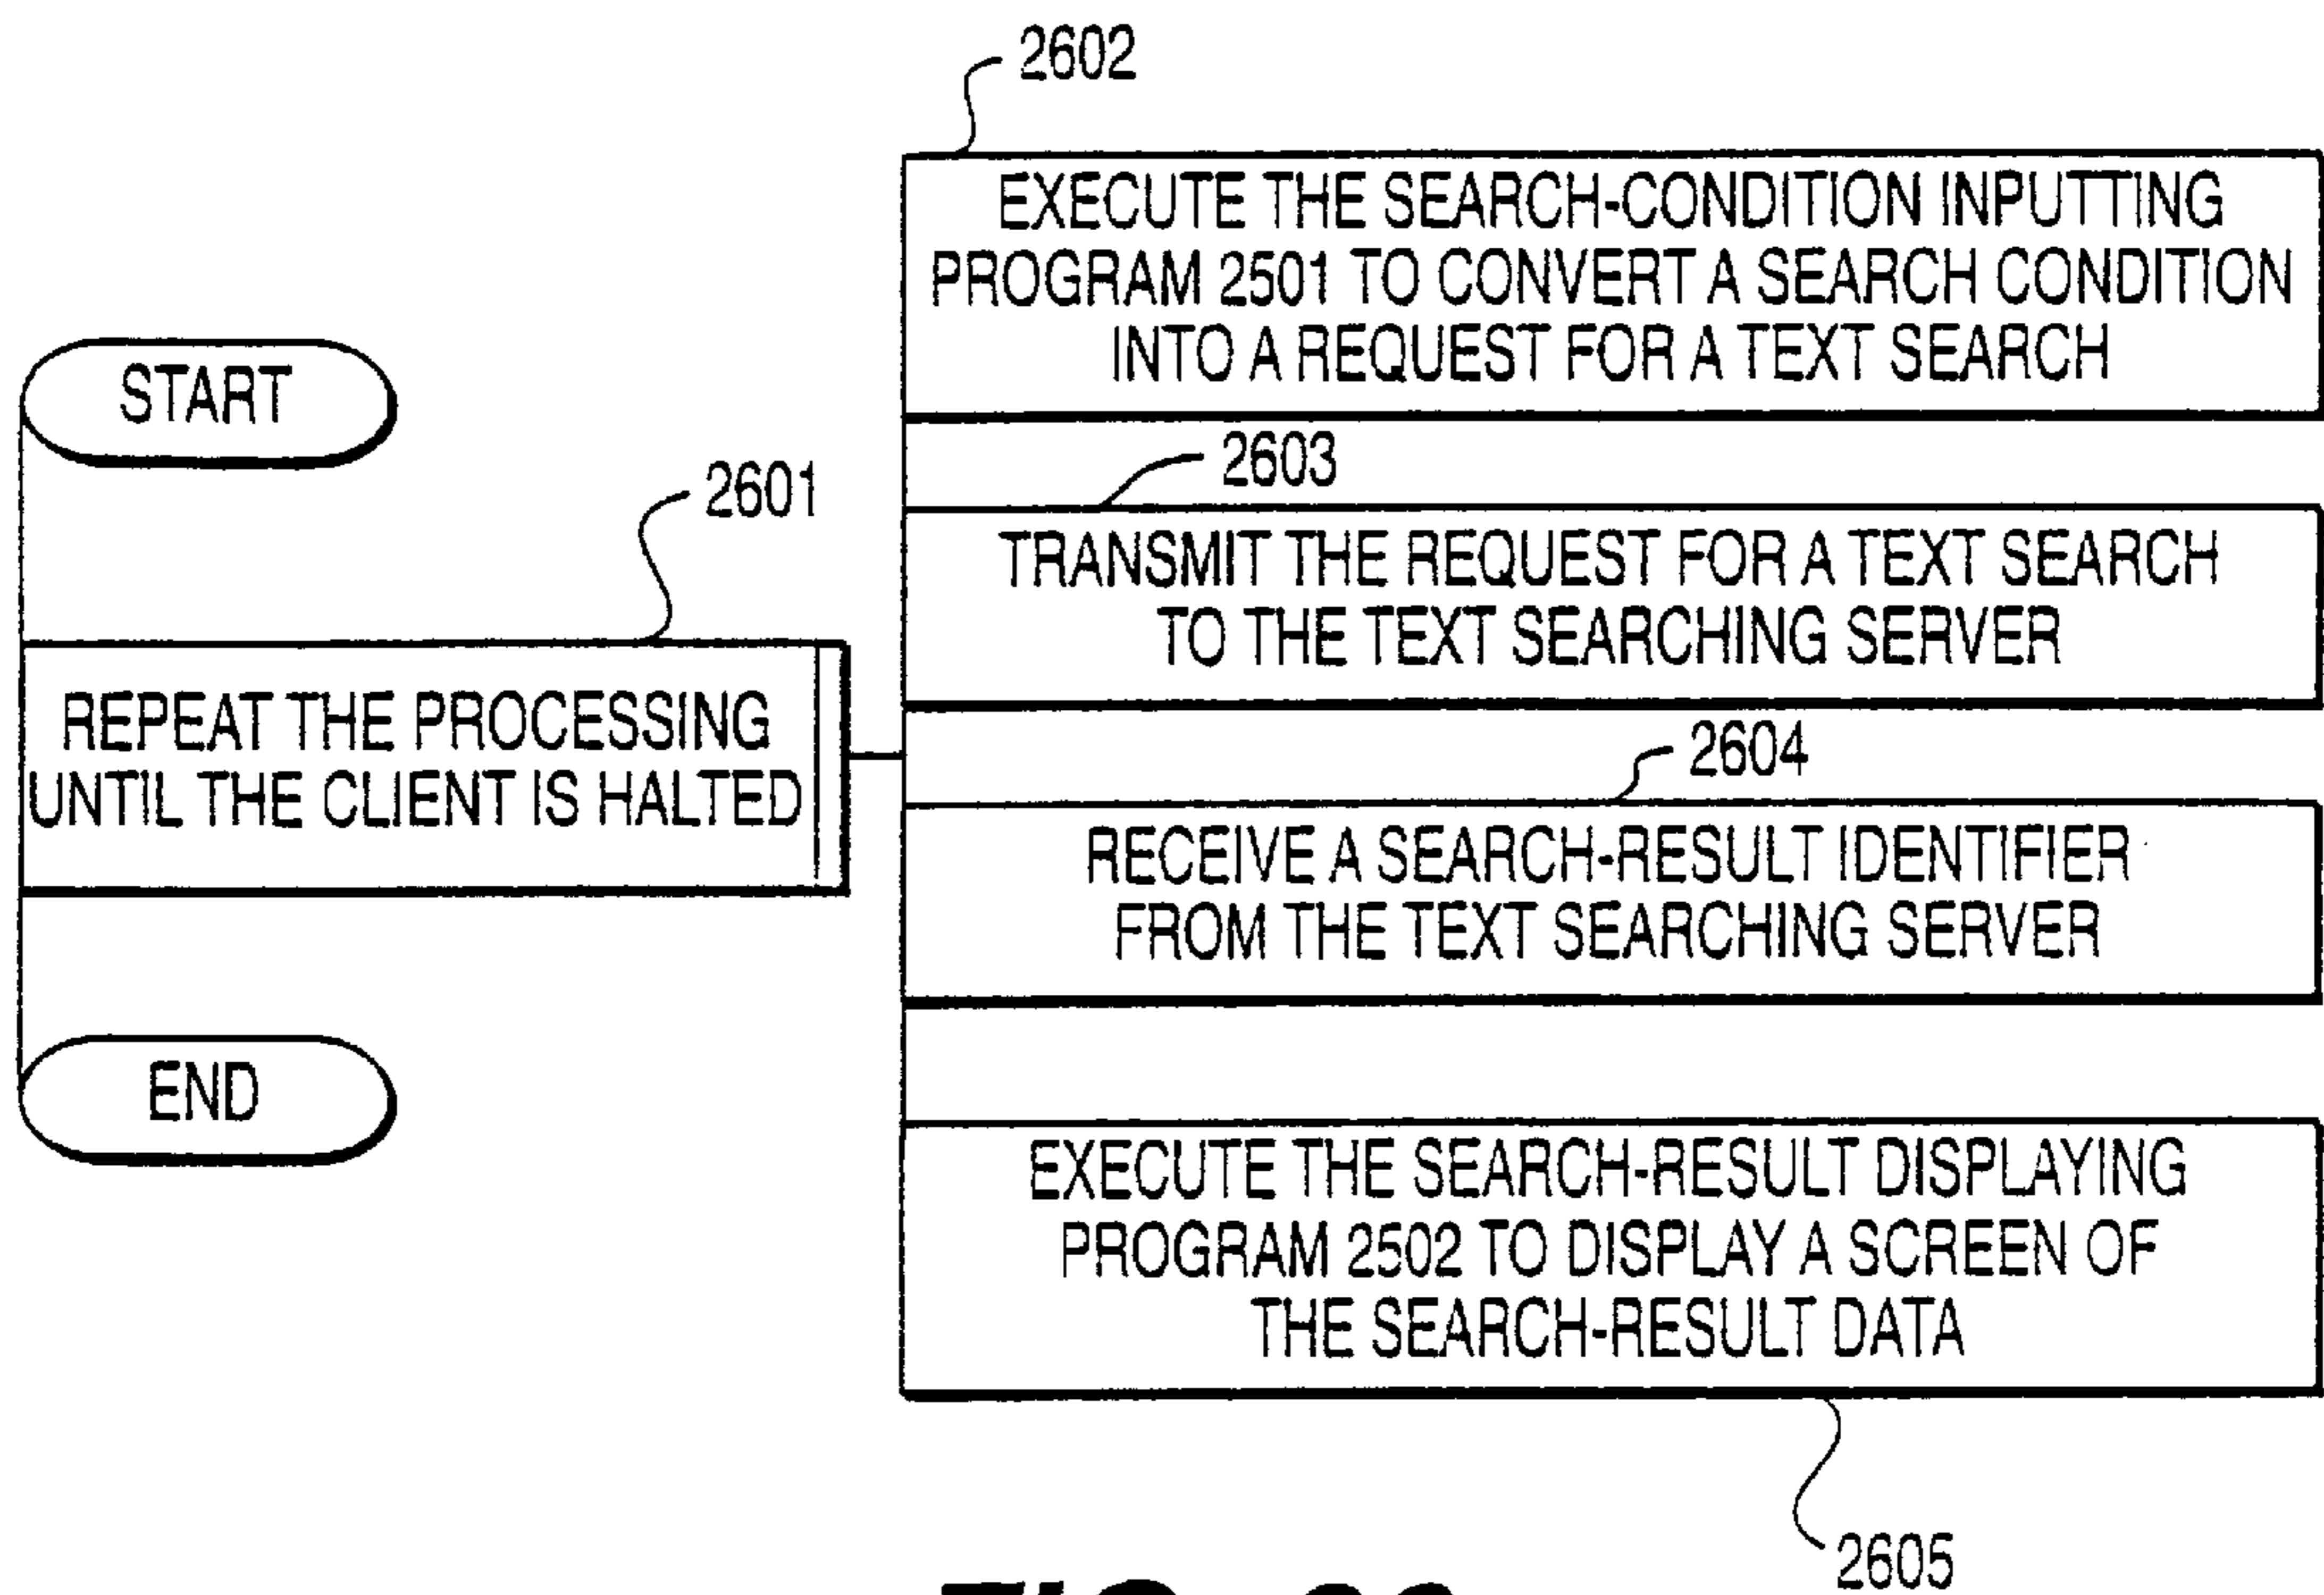 2602
EXECUTE THE SEARCH-CONDITION INPUTTING
PROGRAM 2501 TO CONVERT A SEARCH CONDITION
INTO A REQUEST FOR A TEXT SEARCH
START
2603
2601
TRANSMIT THE REQUEST FOR A TEXT SEARCH
TO THE TEXT SEARCHING SERVER
REPEAT THE PROCESSING
UNTIL THE CLIENT IS HALTED
2604
RECEIVE A SEARCH-RESULT IDENTIFIER
FROM THE TEXT SEARCHING SERVER
END
EXECUTE THE SEARCH-RESULT DISPLAYING
PROGRAM 2502 TO DISPLAY A SCREEN OF
THE SEARCH-RESULT DATA
2605